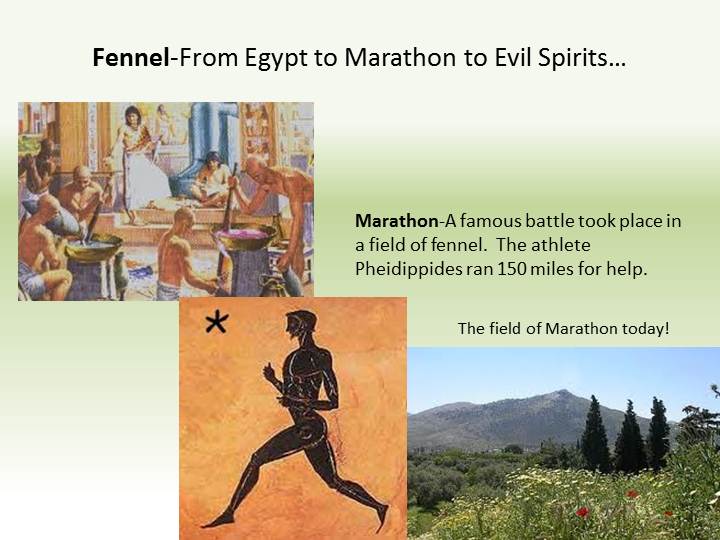 Fennel-From Egypt to Marathon to Evil Spirits…
Marathon-A famous battle took place in
a field of fennel.  The athlete
Pheidippides ran 150 miles for help.
The field of Marathon today!
*